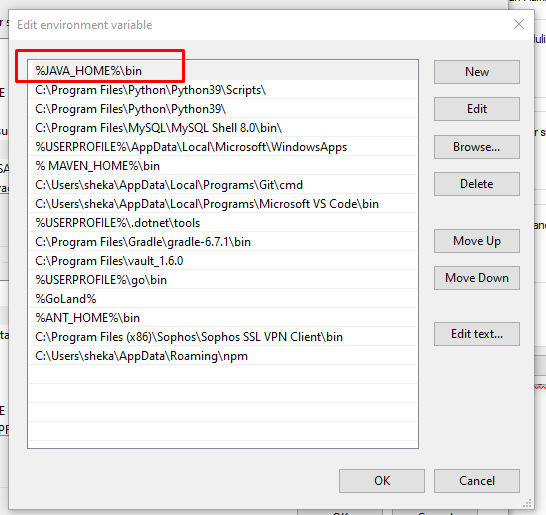 Edit environment variable
%JAVA_HOME%\bin
C:\Program Files\Python\Python39\Scripts\
C:\Program Files\Python\Python39\
C:\Program Files\MySQL\MySQL Shell 8.0\bin\
%USERPROFILE%\AppData\Local\Microsoft\WindowsApps
% MAVEN_HOME%\bin
C:\Users\sheka\AppData\Local\Programs\Git\cmd
C:\Users\sheka\AppData\Local\Programs\Microsoft VS Code\bin
%USERPROFILE%\.dotnet\tools
C:\Program Files\Gradle\gradle-6.7.1\bin
C:\Program Files\vault_1.6.0
%USERPROFILE%\go\bin
%GoLand%
%ANT_HOME%\bin
C:\Program Files (x86)\Sophos\Sophos SSL VPN Client\bin
C:\Users\sheka\AppData\Roaming\npm
New
Edit
Browse...
Delete
Move Up
Move Down
Edit text...
OK
Cancel